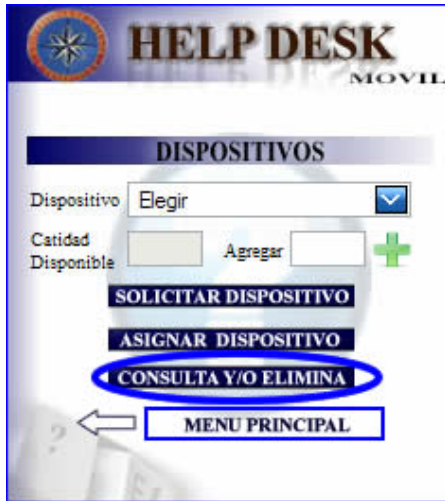 HELP DESK
MOVIL
DISPOSITIVOS
Dispositivo Elegir
Catidad Disponible Agregar
SOLICITAR DISPOSITIVO
ASIGNAR DISPOSITIVO
CONSULTA Y/O ELIMINA
MENU PRINCIPAL
?